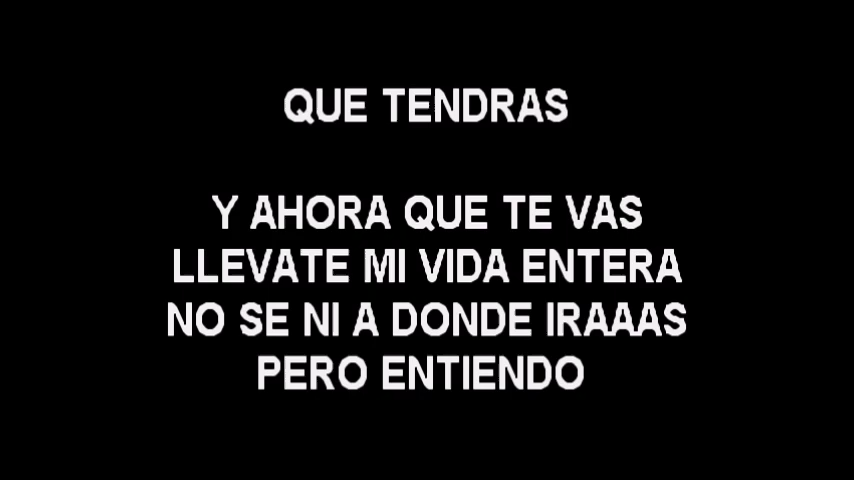 QUE TENDRAS
Y AHORA QUE TE VAS
LLEVATE MI VIDA ENTERA
NO SE NI A DONDE IRAAAS
PERO ENTIENDO